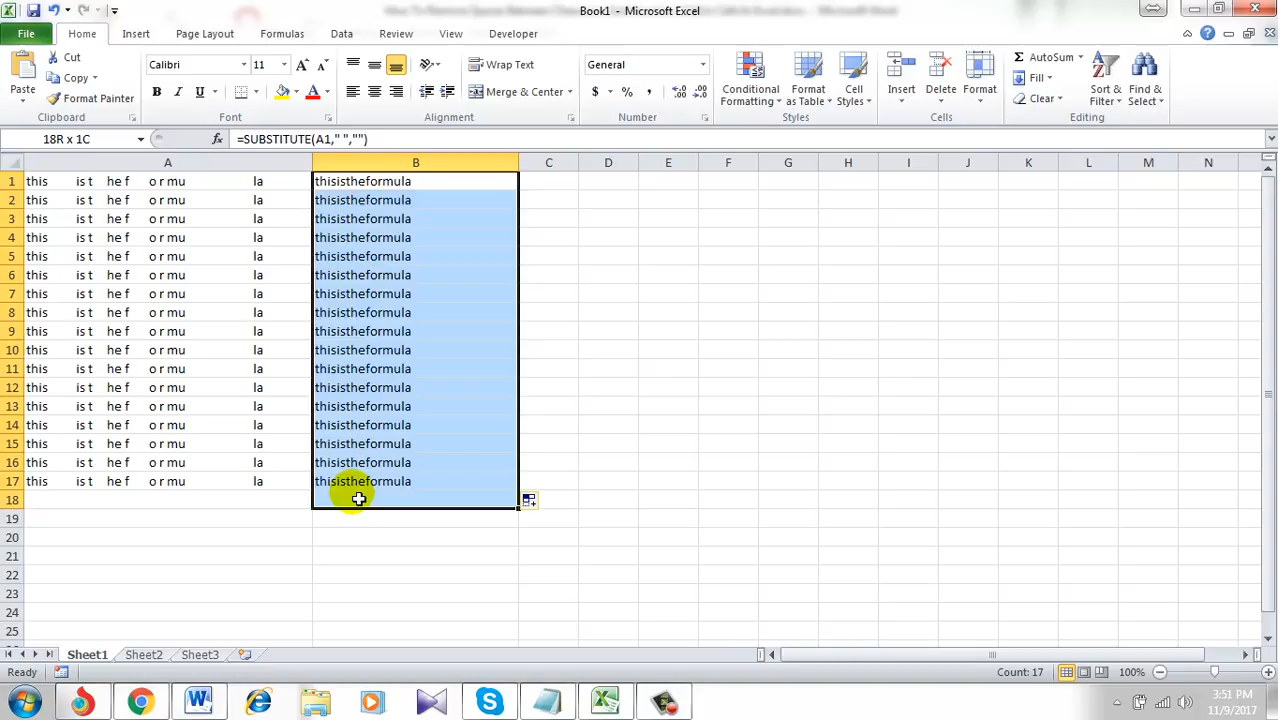 Book1 - Microsoft Excel
File Home Insert Page Layout Formulas Data Review View Developer
Cut
Copy
Format Painter
Paste
Clipboard
Calibri 11
B I U
Font
Wrap Text
Merge & Center
Alignment
General
$ % ,
Number
Conditional Formatting
Format as Table
Cell Styles
Styles
Insert
Delete
Format
Cells
AutoSum
Fill
Clear
Sort & Filter
Find & Select
Editing
18R x 1C fx =SUBSTITUTE(A1," ","")
A B C D E F G H I J K L M N
1 this is t he f o r mu la thisistheformula
2 this is t he f o r mu la thisistheformula
3 this is t he f o r mu la thisistheformula
4 this is t he f o r mu la thisistheformula
5 this is t he f o r mu la thisistheformula
6 this is t he f o r mu la thisistheformula
7 this is t he f o r mu la thisistheformula
8 this is t he f o r mu la thisistheformula
9 this is t he f o r mu la thisistheformula
10 this is t he f o r mu la thisistheformula
11 this is t he f o r mu la thisistheformula
12 this is t he f o r mu la thisistheformula
13 this is t he f o r mu la thisistheformula
14 this is t he f o r mu la thisistheformula
15 this is t he f o r mu la thisistheformula
16 this is t he f o r mu la thisistheformula
17 this is t he f o r mu la thisistheformula
18
19
20
21
22
23
24
25
Sheet1 Sheet2 Sheet3
Ready Count: 17 100%
3:51 PM
11/9/2017